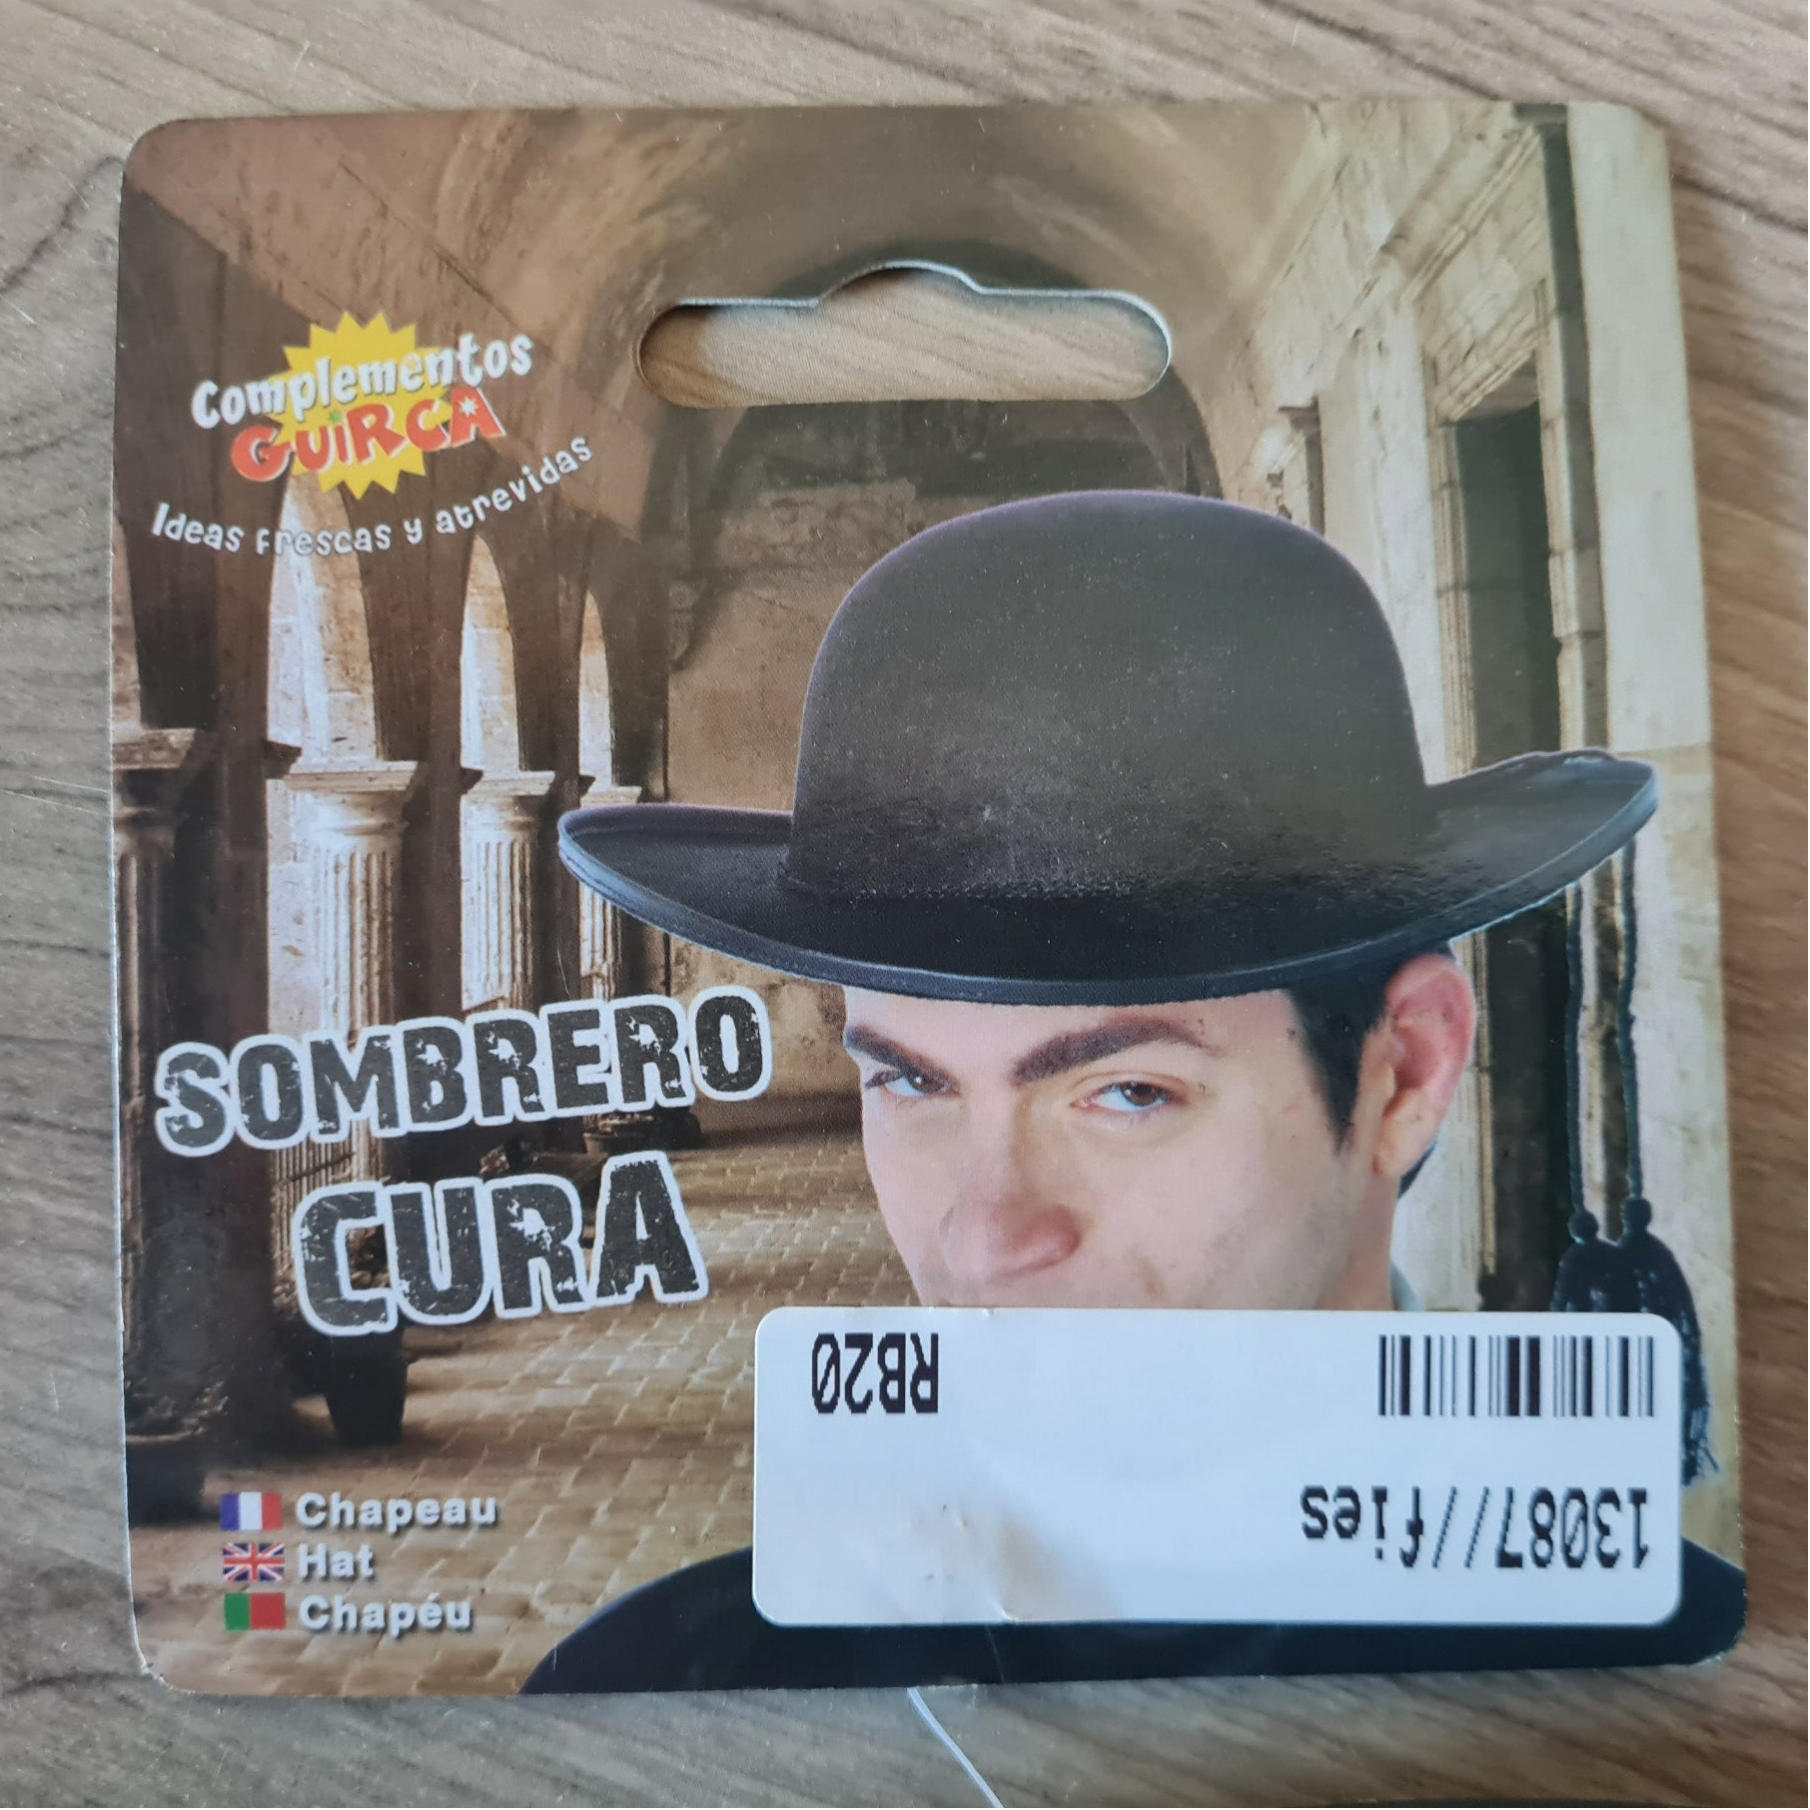 Complementos
GUIRCA
Ideas frescas y atrevidas
SOMBRERO
CURA
Chapeau
Hat
Chapéu
13087//fies
RB20